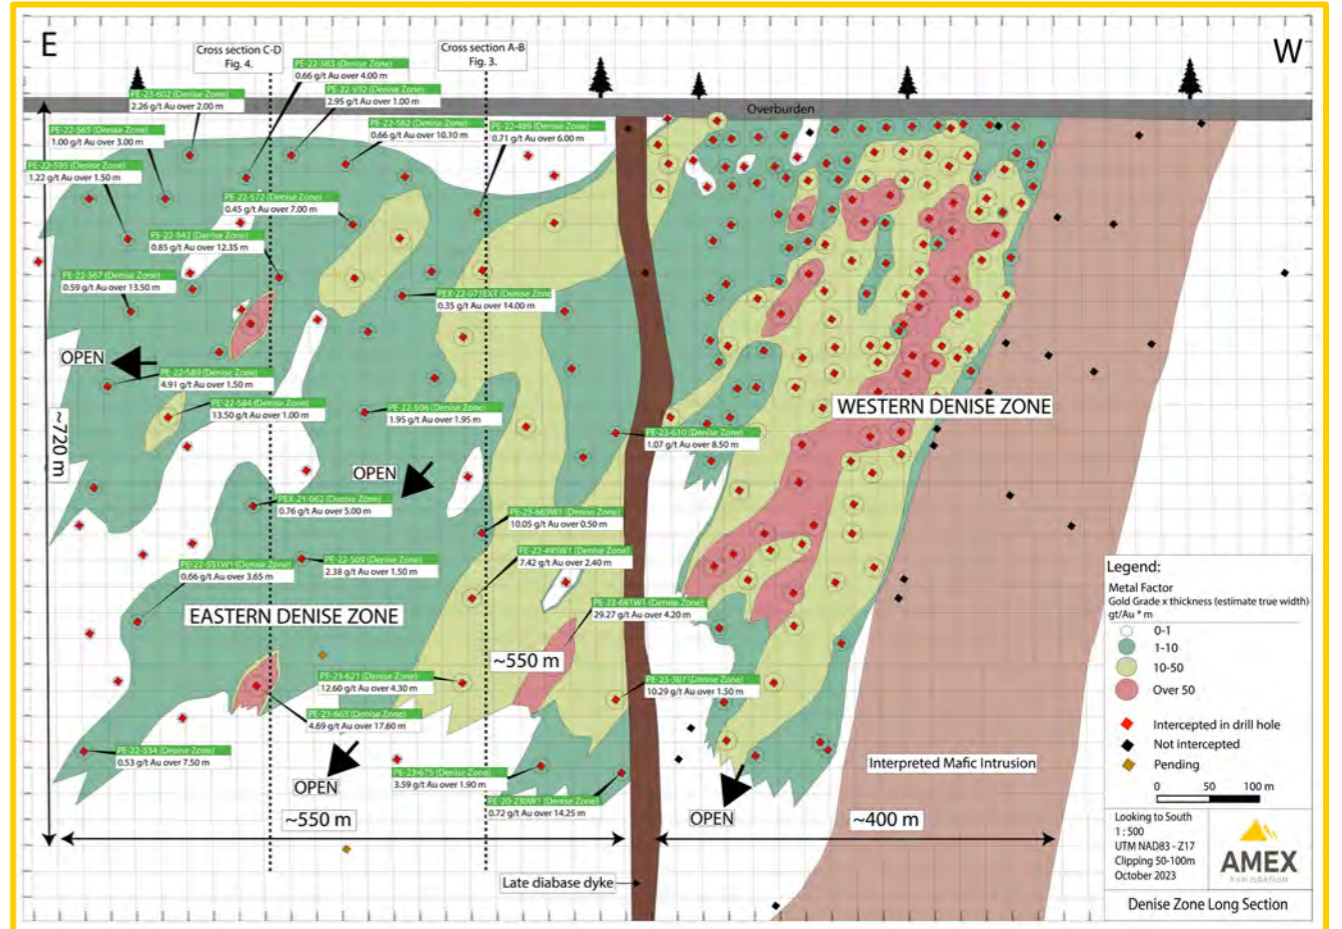 E
W
Cross section C-D
Fig. 4.
Cross section A-B
Fig. 3.
PE-22-563 (Denise Zone)
0.66 g/t Au over 4.00 m
PE-23-602 (Denise Zone)
2.26 g/t Au over 2.00 m
PE-22-592 (Denise Zone)
2.95 g/t Au over 1.00 m
Overburden
PE-22-565 (Denise Zone)
1.00 g/t Au over 3.00 m
PE-22-562 (Denise Zone)
0.66 g/t Au over 10.10 m
PE-22-489 (Denise Zone)
0.71 g/t Au over 6.00 m
PE-22-595 (Denise Zone)
1.22 g/t Au over 1.50 m
PE-22-572 (Denise Zone)
0.45 g/t Au over 7.00 m
PE-22-542 (Denise Zone)
0.85 g/t Au over 12.35 m
PE-22-567 (Denise Zone)
0.59 g/t Au over 13.50 m
PEX-22-071EXT (Denise Zone
0.35 g/t Au over 14.00 m
OPEN
PE-22-589 (Denise Zone)
4.91 g/t Au over 1.50 m
PE-22-584 (Denise Zone)
13.50 g/t Au over 1.00 m
PE-22-506 (Denise Zone)
1.95 g/t Au over 1.95 m
WESTERN DENISE ZONE
~720 m
PE-23-610 (Denise Zone)
1.07 g/t Au over 8.50 m
OPEN
PEX-21-062 (Denise Zone)
0.76 g/t Au over 5.00 m
PE-23-669W1 (Denise Zone)
10.05 g/t Au over 0.50 m
PE-22-495W1 (Denise Zone)
7.42 g/t Au over 2.40 m
PE-22-509 (Denise Zone)
2.38 g/t Au over 1.50 m
PE-22-531W1 (Denise Zone)
0.66 g/t Au over 3.65 m
EASTERN DENISE ZONE
PE-23-661W1 (Denise Zone)
29.27 g/t Au over 4.20 m
~550 m
PE-23-621 (Denise Zone)
12.60 g/t Au over 4.30 m
PE-23-307 (Denise Zone)
10.29 g/t Au over 1.50 m
PE-23-663 (Denise Zone)
4.69 g/t Au over 17.60 m
PE-22-534 (Denise Zone)
0.53 g/t Au over 7.50 m
OPEN
PE-23-675 (Denise Zone)
3.59 g/t Au over 1.90 m
PE-20-230W1 (Denise Zone)
0.72 g/t Au over 14.25 m
Interpreted Mafic Intrusion
OPEN
~550 m
~400 m
Late diabase dyke
Legend:
Metal Factor
Gold Grade x thickness (estimate true width)
gt/Au * m
0-1
1-10
10-50
Over 50
Intercepted in drill hole
Not intercepted
Pending
0 50 100 m
Looking to South
1 : 500
UTM NAD83 - Z17
Clipping 50-100m
October 2023
AMEX
EXPLORATION
Denise Zone Long Section